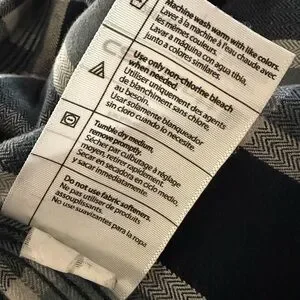 Machine wash warm with like colors.
Laver à la machine à l'eau chaude avec
les mêmes couleurs.
Lavar a máquina con agua tibia
junto a colores similares.
Use only non-chlorine bleach
when needed.
Utiliser uniquement des agents
de blanchiment sans chlore,
au besoin.
Usar solamente blanqueador
sin cloro cuando lo necesite.
Tumble dry medium,
remove promptly.
Sécher par culbutage à réglage
moyen, retirer rapidement
y sacar en secadora en ciclo medio,
y sacar inmediatamente.
Do not use fabric softeners.
Ne pas utiliser de produits
assouplissants.
No use suavizantes para la ropa